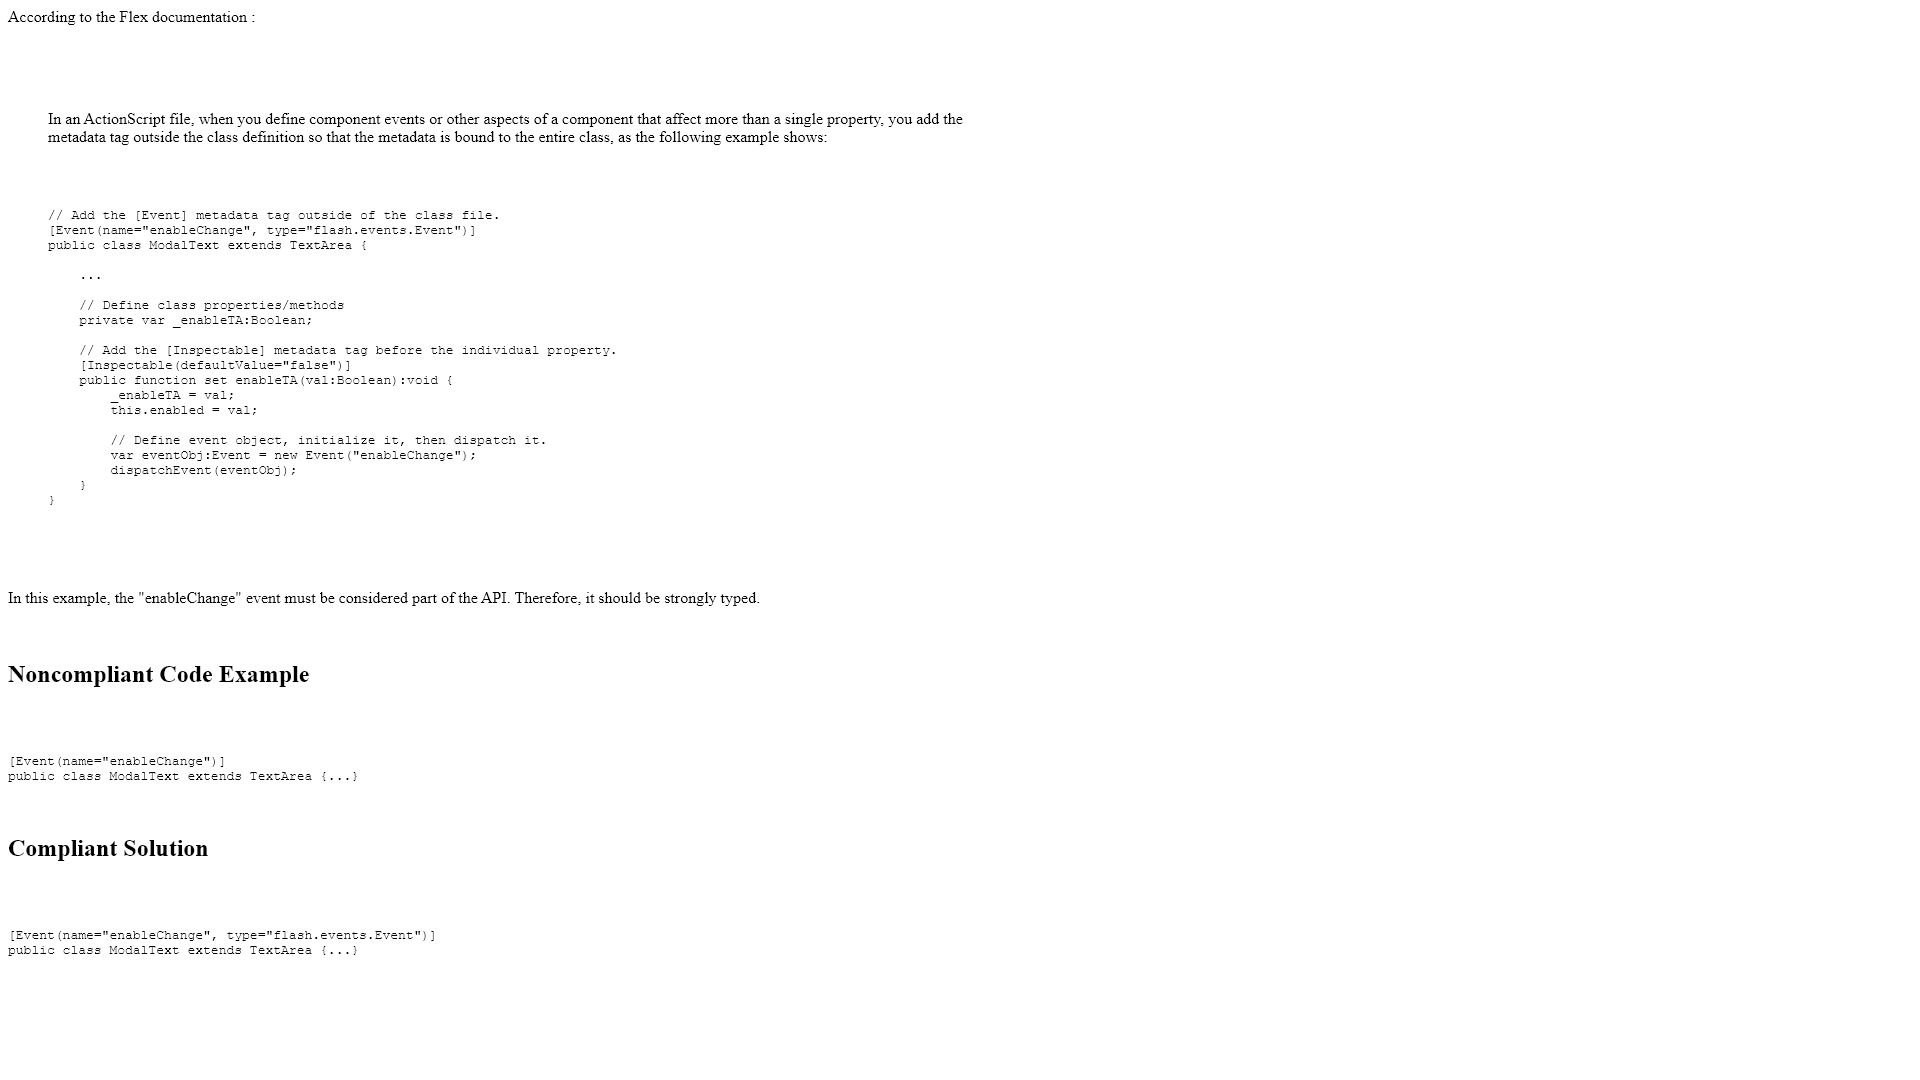 According to the Flex documentation :
In an ActionScript file, when you define component events or other aspects of a component that affect more than a single property, you add the
metadata tag outside the class definition so that the metadata is bound to the entire class, as the following example shows:
// Add the [Event] metadata tag outside of the class file.
[Event(name="enableChange", type="flash.events.Event")]
public class ModalText extends TextArea {
    ...
    // Define class properties/methods
    private var _enableTA:Boolean;
    // Add the [Inspectable] metadata tag before the individual property.
    [Inspectable(defaultValue="false")]
    public function set enableTA(val:Boolean):void {
        _enableTA = val;
        this.enabled = val;
        // Define event object, initialize it, then dispatch it.
        var eventObj:Event = new Event("enableChange");
        dispatchEvent(eventObj);
    }
}
In this example, the "enableChange" event must be considered part of the API. Therefore, it should be strongly typed.
Noncompliant Code Example
[Event(name="enableChange")]
public class ModalText extends TextArea {...}
Compliant Solution
[Event(name="enableChange", type="flash.events.Event")]
public class ModalText extends TextArea {...}